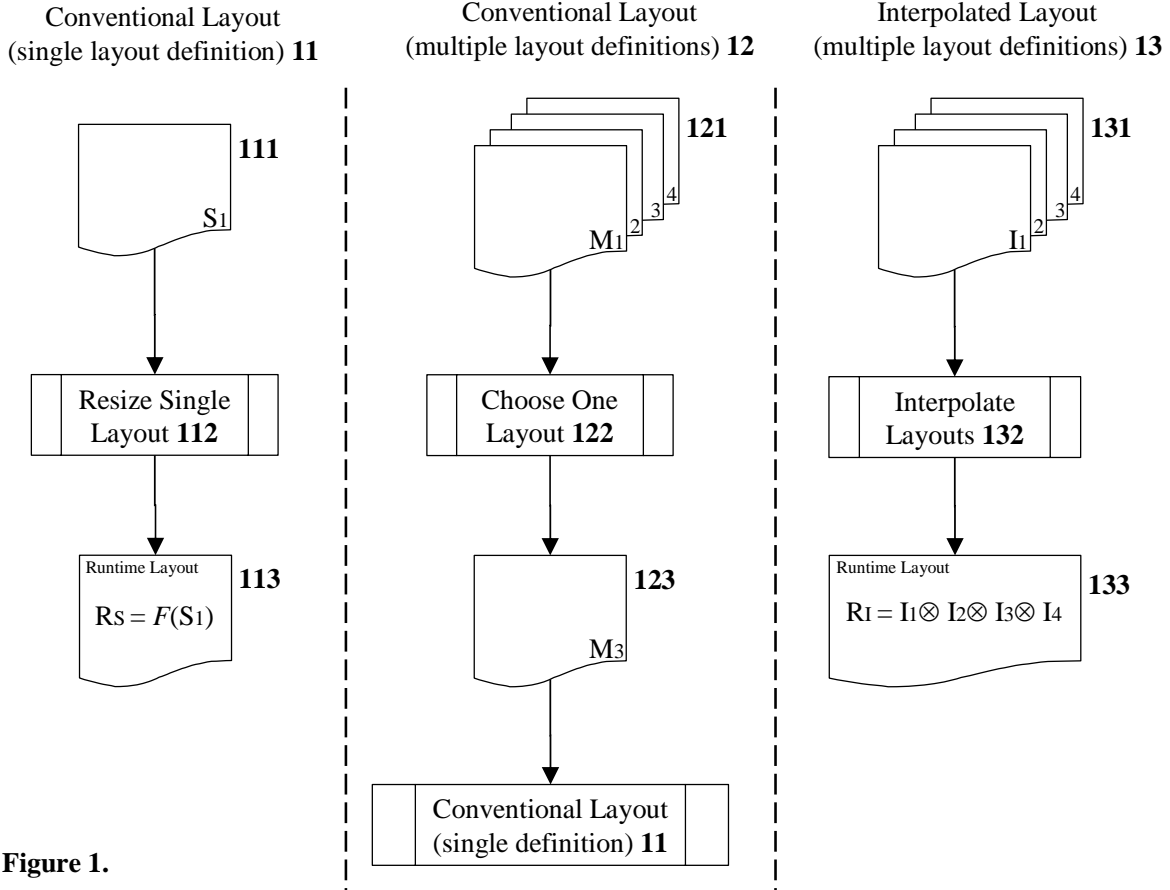 Conventional Layout
(single layout definition) 11
111
S1
Resize Single
Layout 112
Runtime Layout
113
Rs = F(S1)
Conventional Layout
(multiple layout definitions) 12
121
4
3
2
M1
Choose One
Layout 122
123
M3
Conventional Layout
(single definition) 11
Interpolated Layout
(multiple layout definitions) 13
131
4
3
2
I1
Interpolate
Layouts 132
Runtime Layout
133
RI = I1⊗ I2⊗ I3⊗ I4
Figure 1.